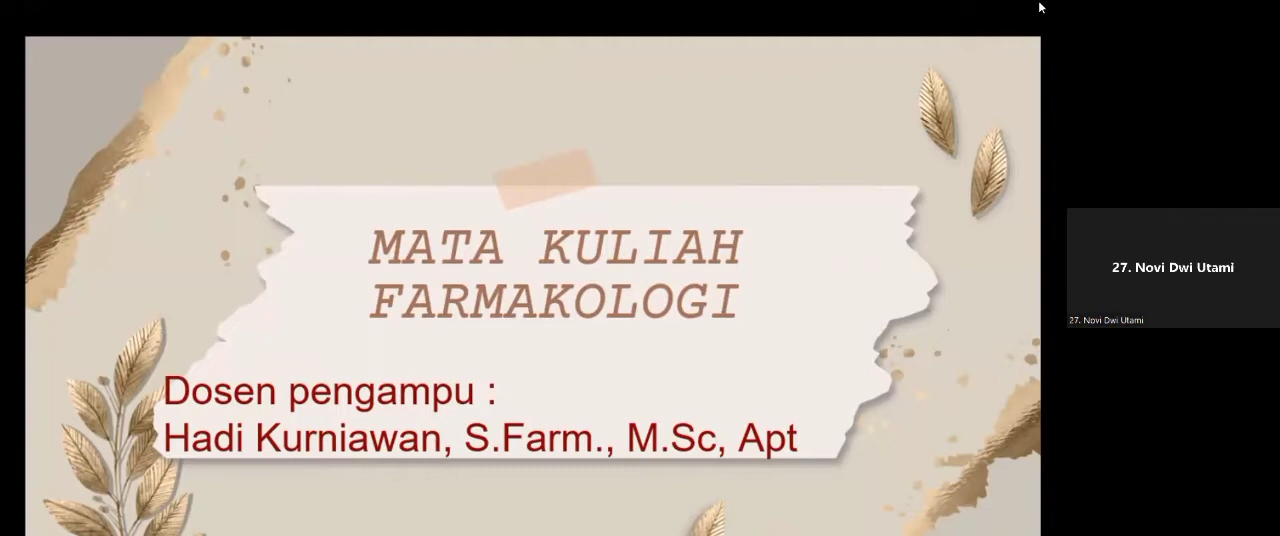 MATA KULIAH
FARMAKOLOGI
Dosen pengampu :
Hadi Kurniawan, S.Farm., M.Sc, Apt
27. Novi Dwi Utami
27. Novi Dwi Utami